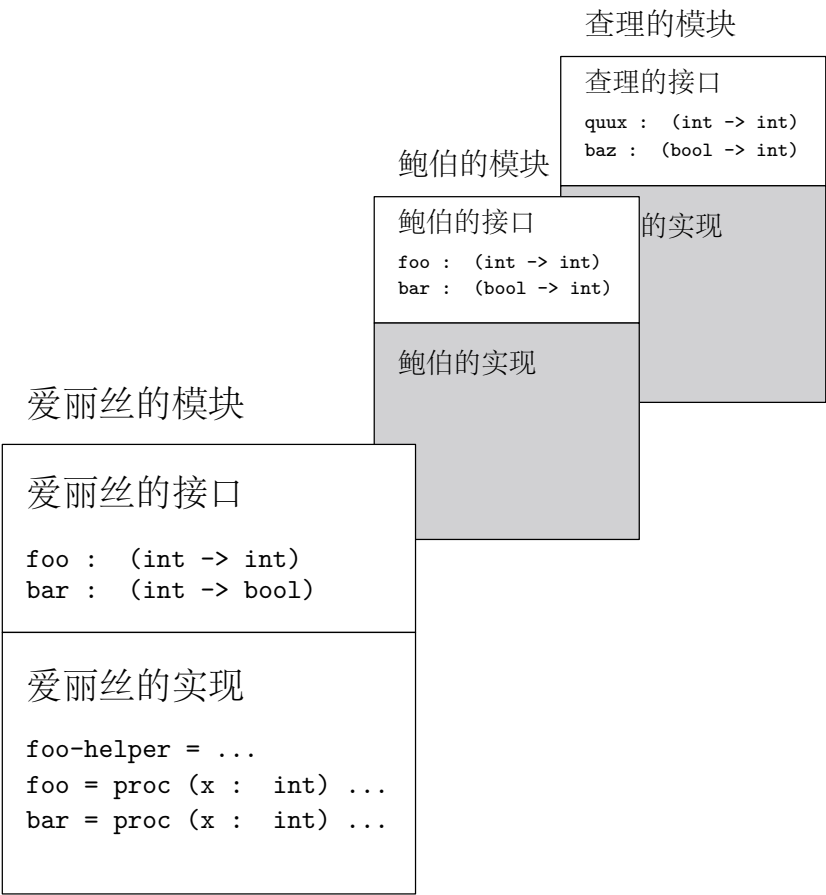 查理的模块
查理的接口
quux : (int -> int)
baz : (bool -> int)
的实现
鲍伯的模块
鲍伯的接口
foo : (int -> int)
bar : (bool -> int)
鲍伯的实现
爱丽丝的模块
爱丽丝的接口
foo : (int -> int)
bar : (int -> bool)
爱丽丝的实现
foo-helper = ...
foo = proc (x : int) ...
bar = proc (x : int) ...